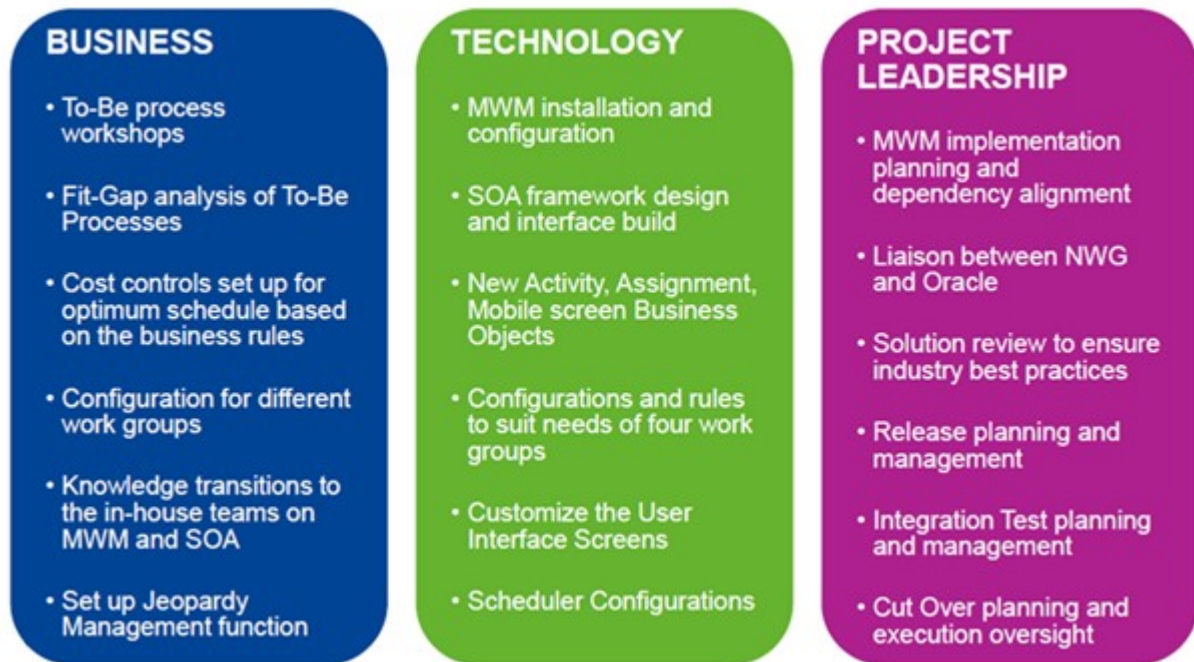 BUSINESS
• To-Be process
workshops
• Fit-Gap analysis of To-Be
Processes
• Cost controls set up for
optimum schedule based
on the business rules
• Configuration for different
work groups
• Knowledge transitions to
the in-house teams on
MWM and SOA
• Set up Jeopardy
Management function
TECHNOLOGY
• MWM installation and
configuration
• SOA framework design
and interface build
• New Activity, Assignment,
Mobile screen Business
Objects
• Configurations and rules
to suit needs of four work
groups
• Customize the User
Interface Screens
• Scheduler Configurations
PROJECT
LEADERSHIP
• MWM implementation
planning and
dependency alignment
• Liaison between NWG
and Oracle
• Solution review to ensure
industry best practices
• Release planning and
management
• Integration Test planning
and management
• Cut Over planning and
execution oversight